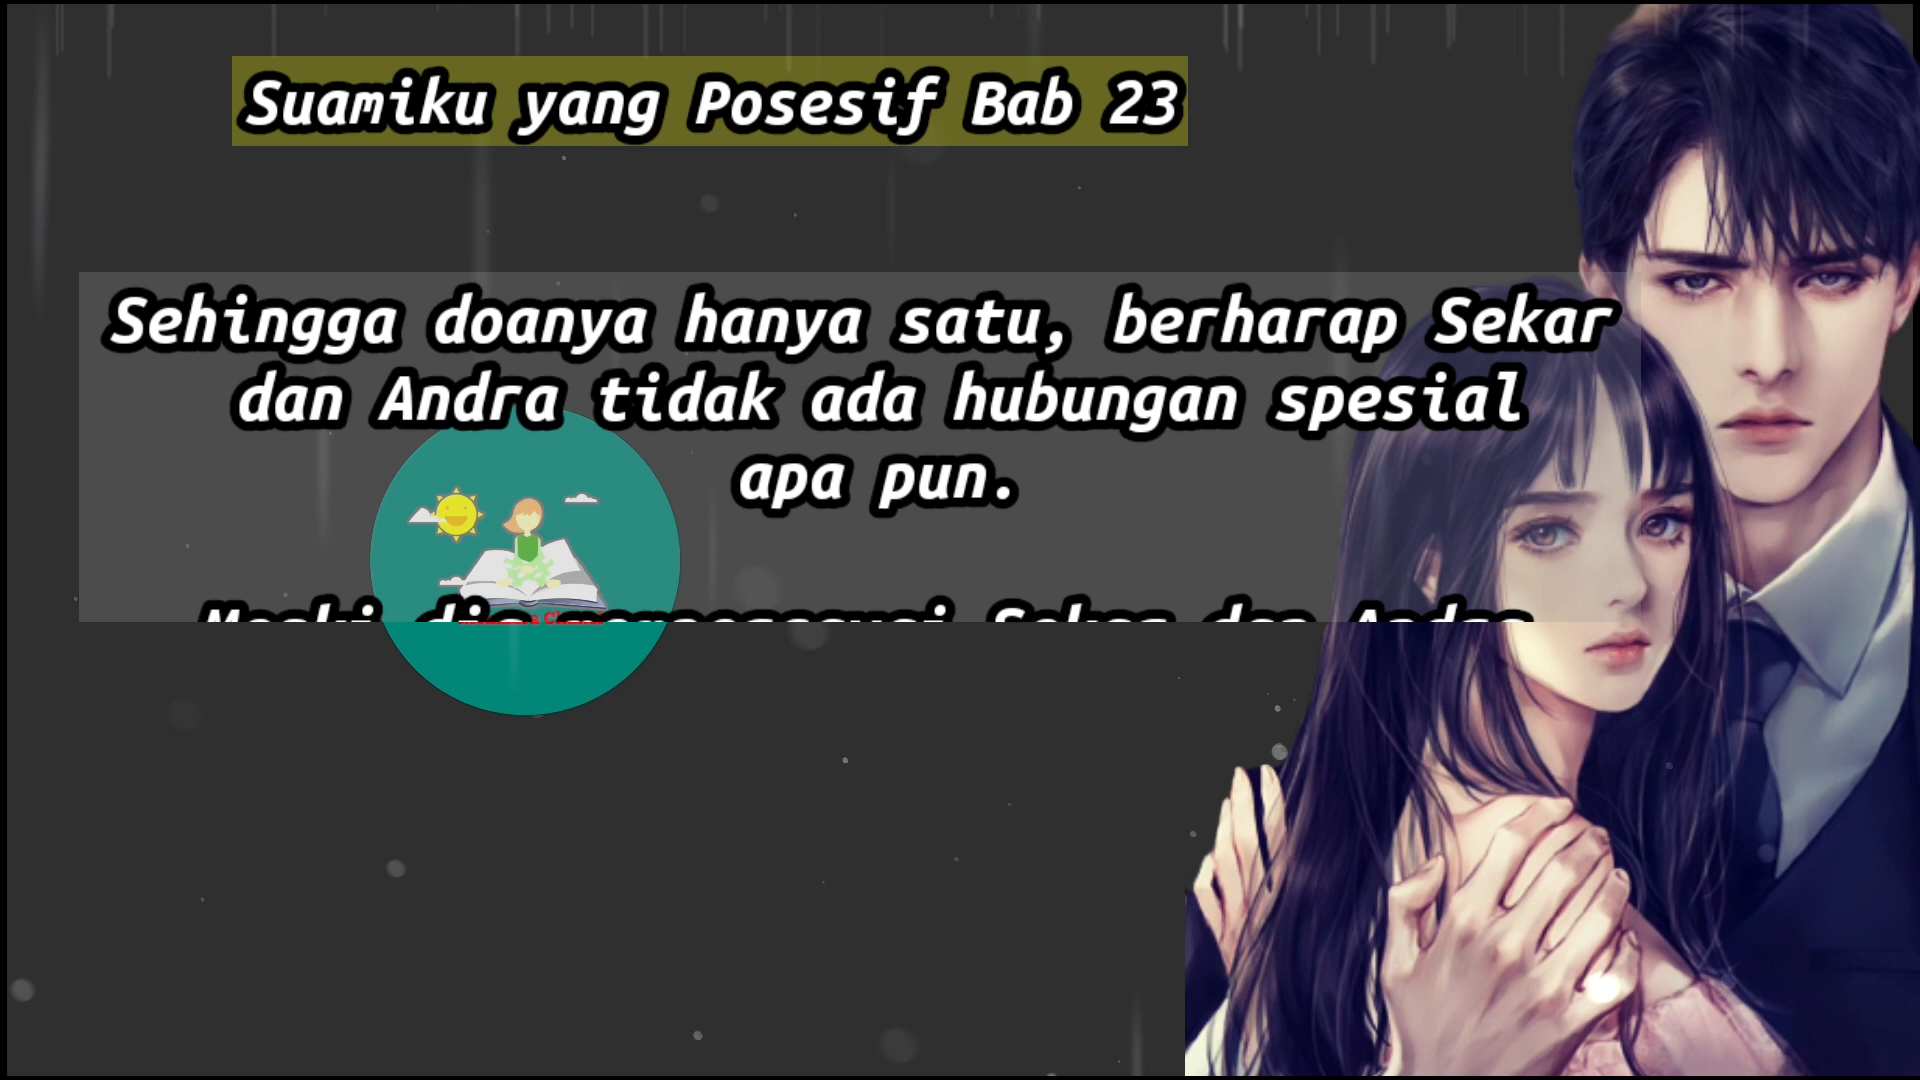 Suamiku yang Posesif Bab 23
Sehingga doanya hanya satu, berharap Sekar
dan Andra tidak ada hubungan spesial
apa pun.